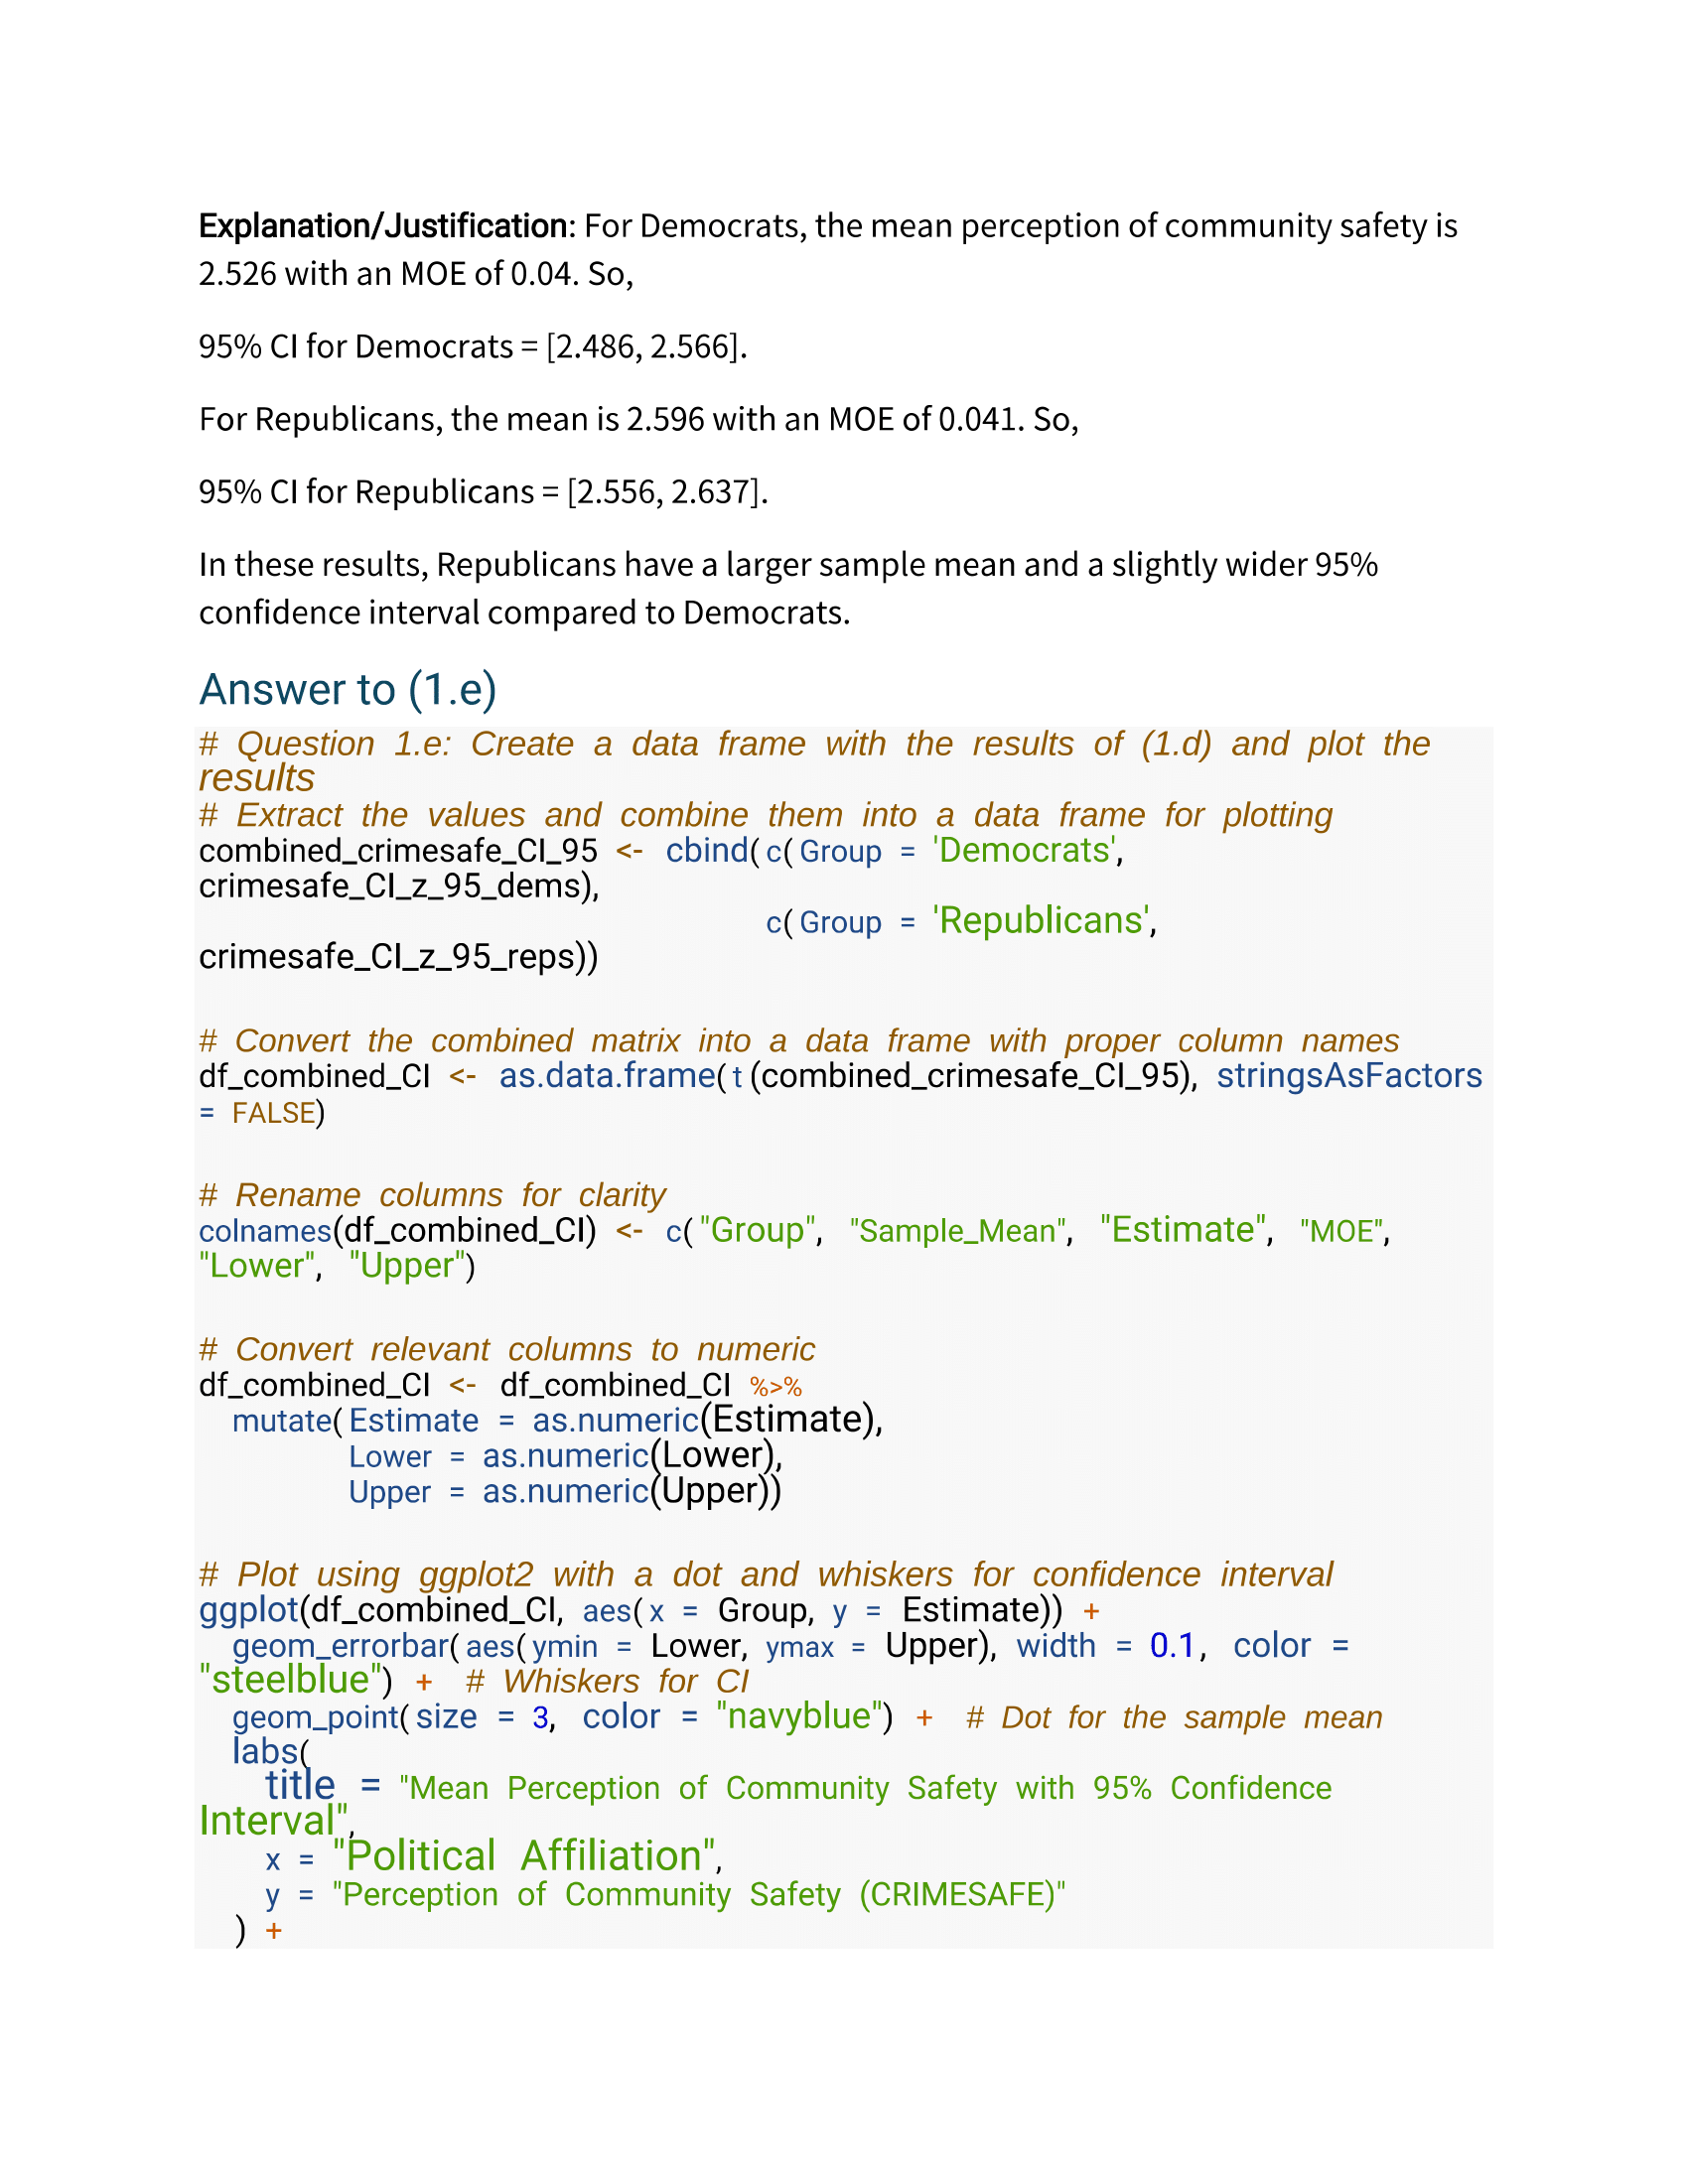 Explanation/Justification: For Democrats, the mean perception of community safety is
2.526 with an MOE of 0.04. So,
95% CI for Democrats = [2.486, 2.566].
For Republicans, the mean is 2.596 with an MOE of 0.041. So,
95% CI for Republicans = [2.556, 2.637].
In these results, Republicans have a larger sample mean and a slightly wider 95%
confidence interval compared to Democrats.
Answer to (1.e)
# Question 1.e: Create a data frame with the results of (1.d) and plot the
results
# Extract the values and combine them into a data frame for plotting
combined_crimesafe_CI_95 <- cbind(c(Group = 'Democrats',
crimesafe_CI_z_95_dems),
c(Group = 'Republicans',
crimesafe_CI_z_95_reps))
# Convert the combined matrix into a data frame with proper column names
df_combined_CI <- as.data.frame(t(combined_crimesafe_CI_95), stringsAsFactors
= FALSE)
# Rename columns for clarity
colnames(df_combined_CI) <- c("Group", "Sample_Mean", "Estimate", "MOE",
"Lower", "Upper")
# Convert relevant columns to numeric
df_combined_CI <- df_combined_CI %>%
mutate(Estimate = as.numeric(Estimate),
Lower = as.numeric(Lower),
Upper = as.numeric(Upper))
# Plot using ggplot2 with a dot and whiskers for confidence interval
ggplot(df_combined_CI, aes(x = Group, y = Estimate)) +
geom_errorbar(aes(ymin = Lower, ymax = Upper), width = 0.1, color =
"steelblue") + # Whiskers for CI
geom_point(size = 3, color = "navyblue") + # Dot for the sample mean
labs(
title = "Mean Perception of Community Safety with 95% Confidence
Interval",
x = "Political Affiliation",
y = "Perception of Community Safety (CRIMESAFE)"
) +